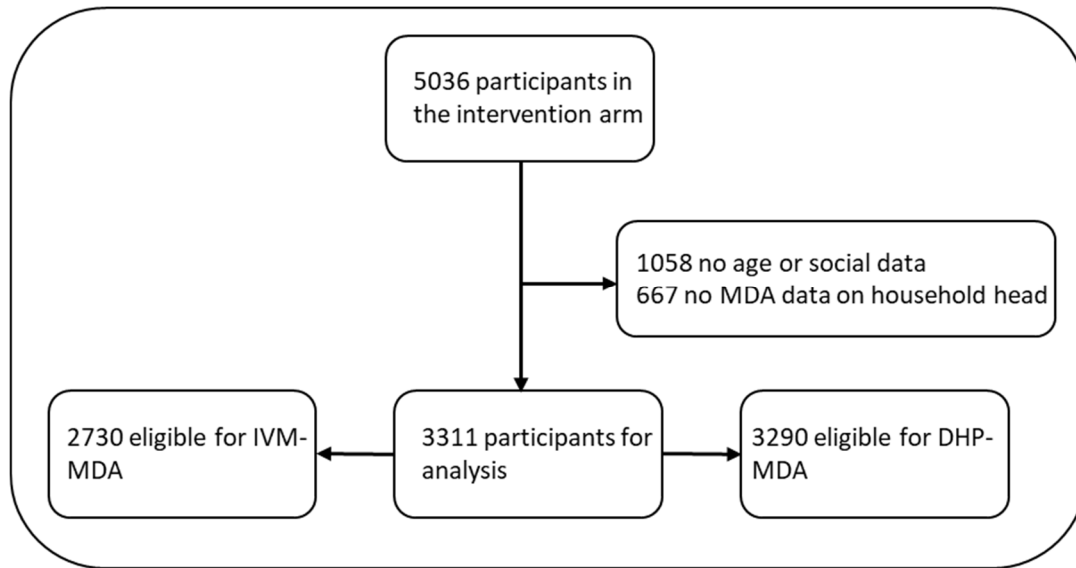 5036 participants in
the intervention arm
1058 no age or social data
667 no MDA data on household head
2730 eligible for IVM-
MDA
3311 participants for
analysis
3290 eligible for DHP-
MDA